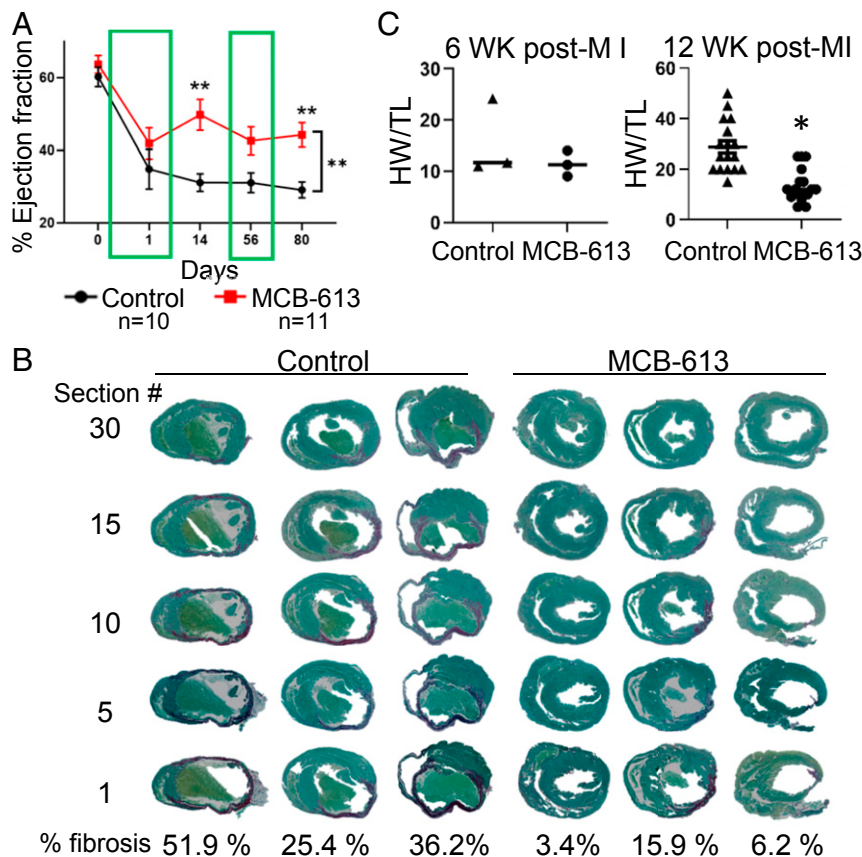 A
% Ejection fraction
60
40
20
**
**
**
0 1 14 56 80
Days
Control
n=10
MCB-613
n=11
C
6 WK post-M I
HW/TL
30
20
10
0
Control MCB-613
12 WK post-MI
HW/TL
60
40
20
0
*
Control MCB-613
B
Control MCB-613
Section #
30
15
10
5
1
% fibrosis 51.9 % 25.4 % 36.2% 3.4% 15.9 % 6.2 %